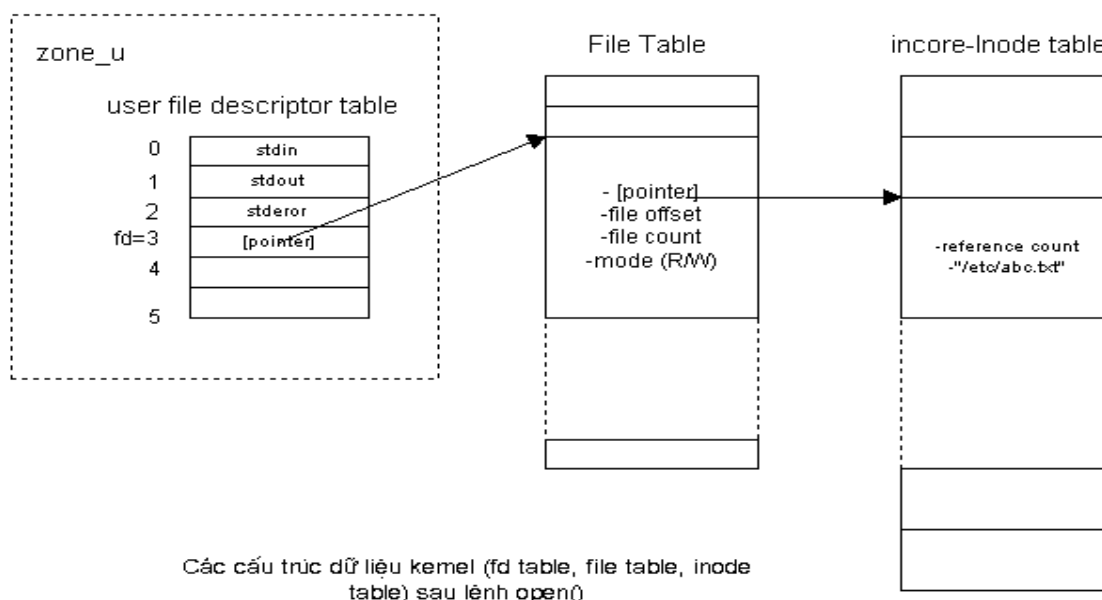 zone_u
File Table
incore-Inode table
user file descriptor table
0
stdin
1
stdout
2
stderor
fd=3
[pointer]
4
5
- [pointer]
-file offset
-file count
-mode (R/W)
-reference count
-"/etc/abc.txt"
Các cấu trúc dữ liệu kernel (fd table, file table, inode
table) sau lệnh open()